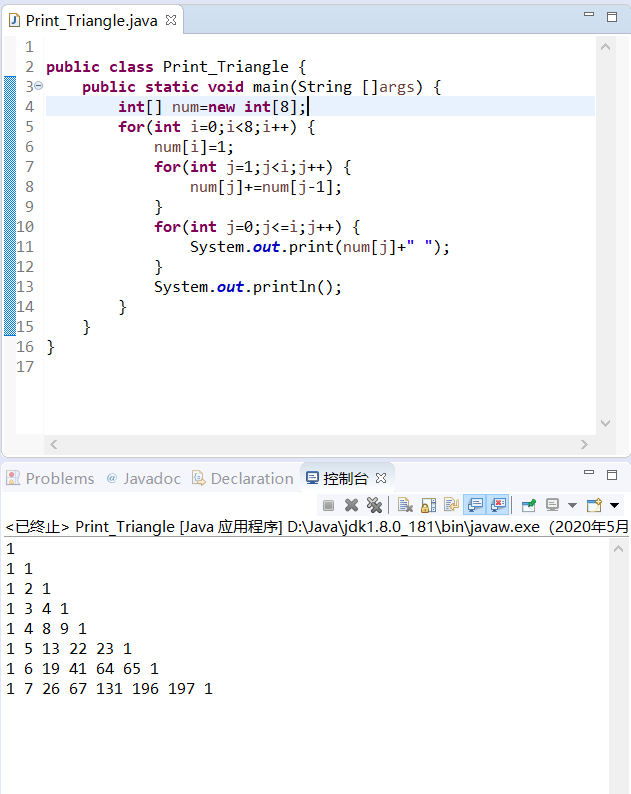 Print_Triangle.java
1
2 public class Print_Triangle {
3 public static void main(String []args) {
4 int[] num=new int[8];
5 for(int i=0;i<8;i++) {
6 num[i]=1;
7 for(int j=1;j<i;j++) {
8 num[j]+=num[j-1];
9 }
10 for(int j=0;j<=i;j++) {
11 System.out.print(num[j]+" ");
12 }
13 System.out.println();
14 }
15 }
16 }
17
Problems @ Javadoc Declaration 控制台
<已终止> Print_Triangle [Java 应用程序] D:\Java\jdk1.8.0_181\bin\javaw.exe（2020年5月
1
1 1
1 2 1
1 3 4 1
1 4 8 9 1
1 5 13 22 23 1
1 6 19 41 64 65 1
1 7 26 67 131 196 197 1